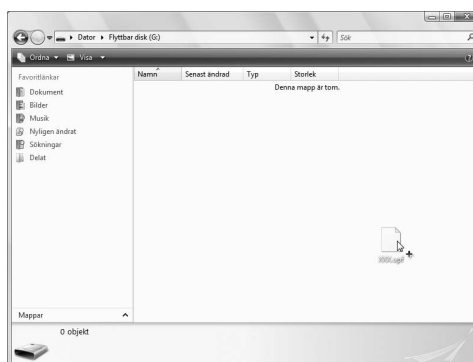 Dator ▸ Flyttbar disk (G:)
Sök
Ordna
Visa
Favoritlänkar
Dokument
Bilder
Musik
Nyligen ändrat
Sökningar
Delat
Namn Senast ändrad Typ Storlek
Denna mapp är tom.
Mappar
0 objekt